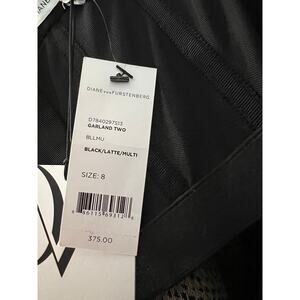 DIANE VON FURSTENBERG
D7840297S13
GARLAND TWO
BLLMU
BLACK/LATTE/MULTI
SIZE: 8
375.00